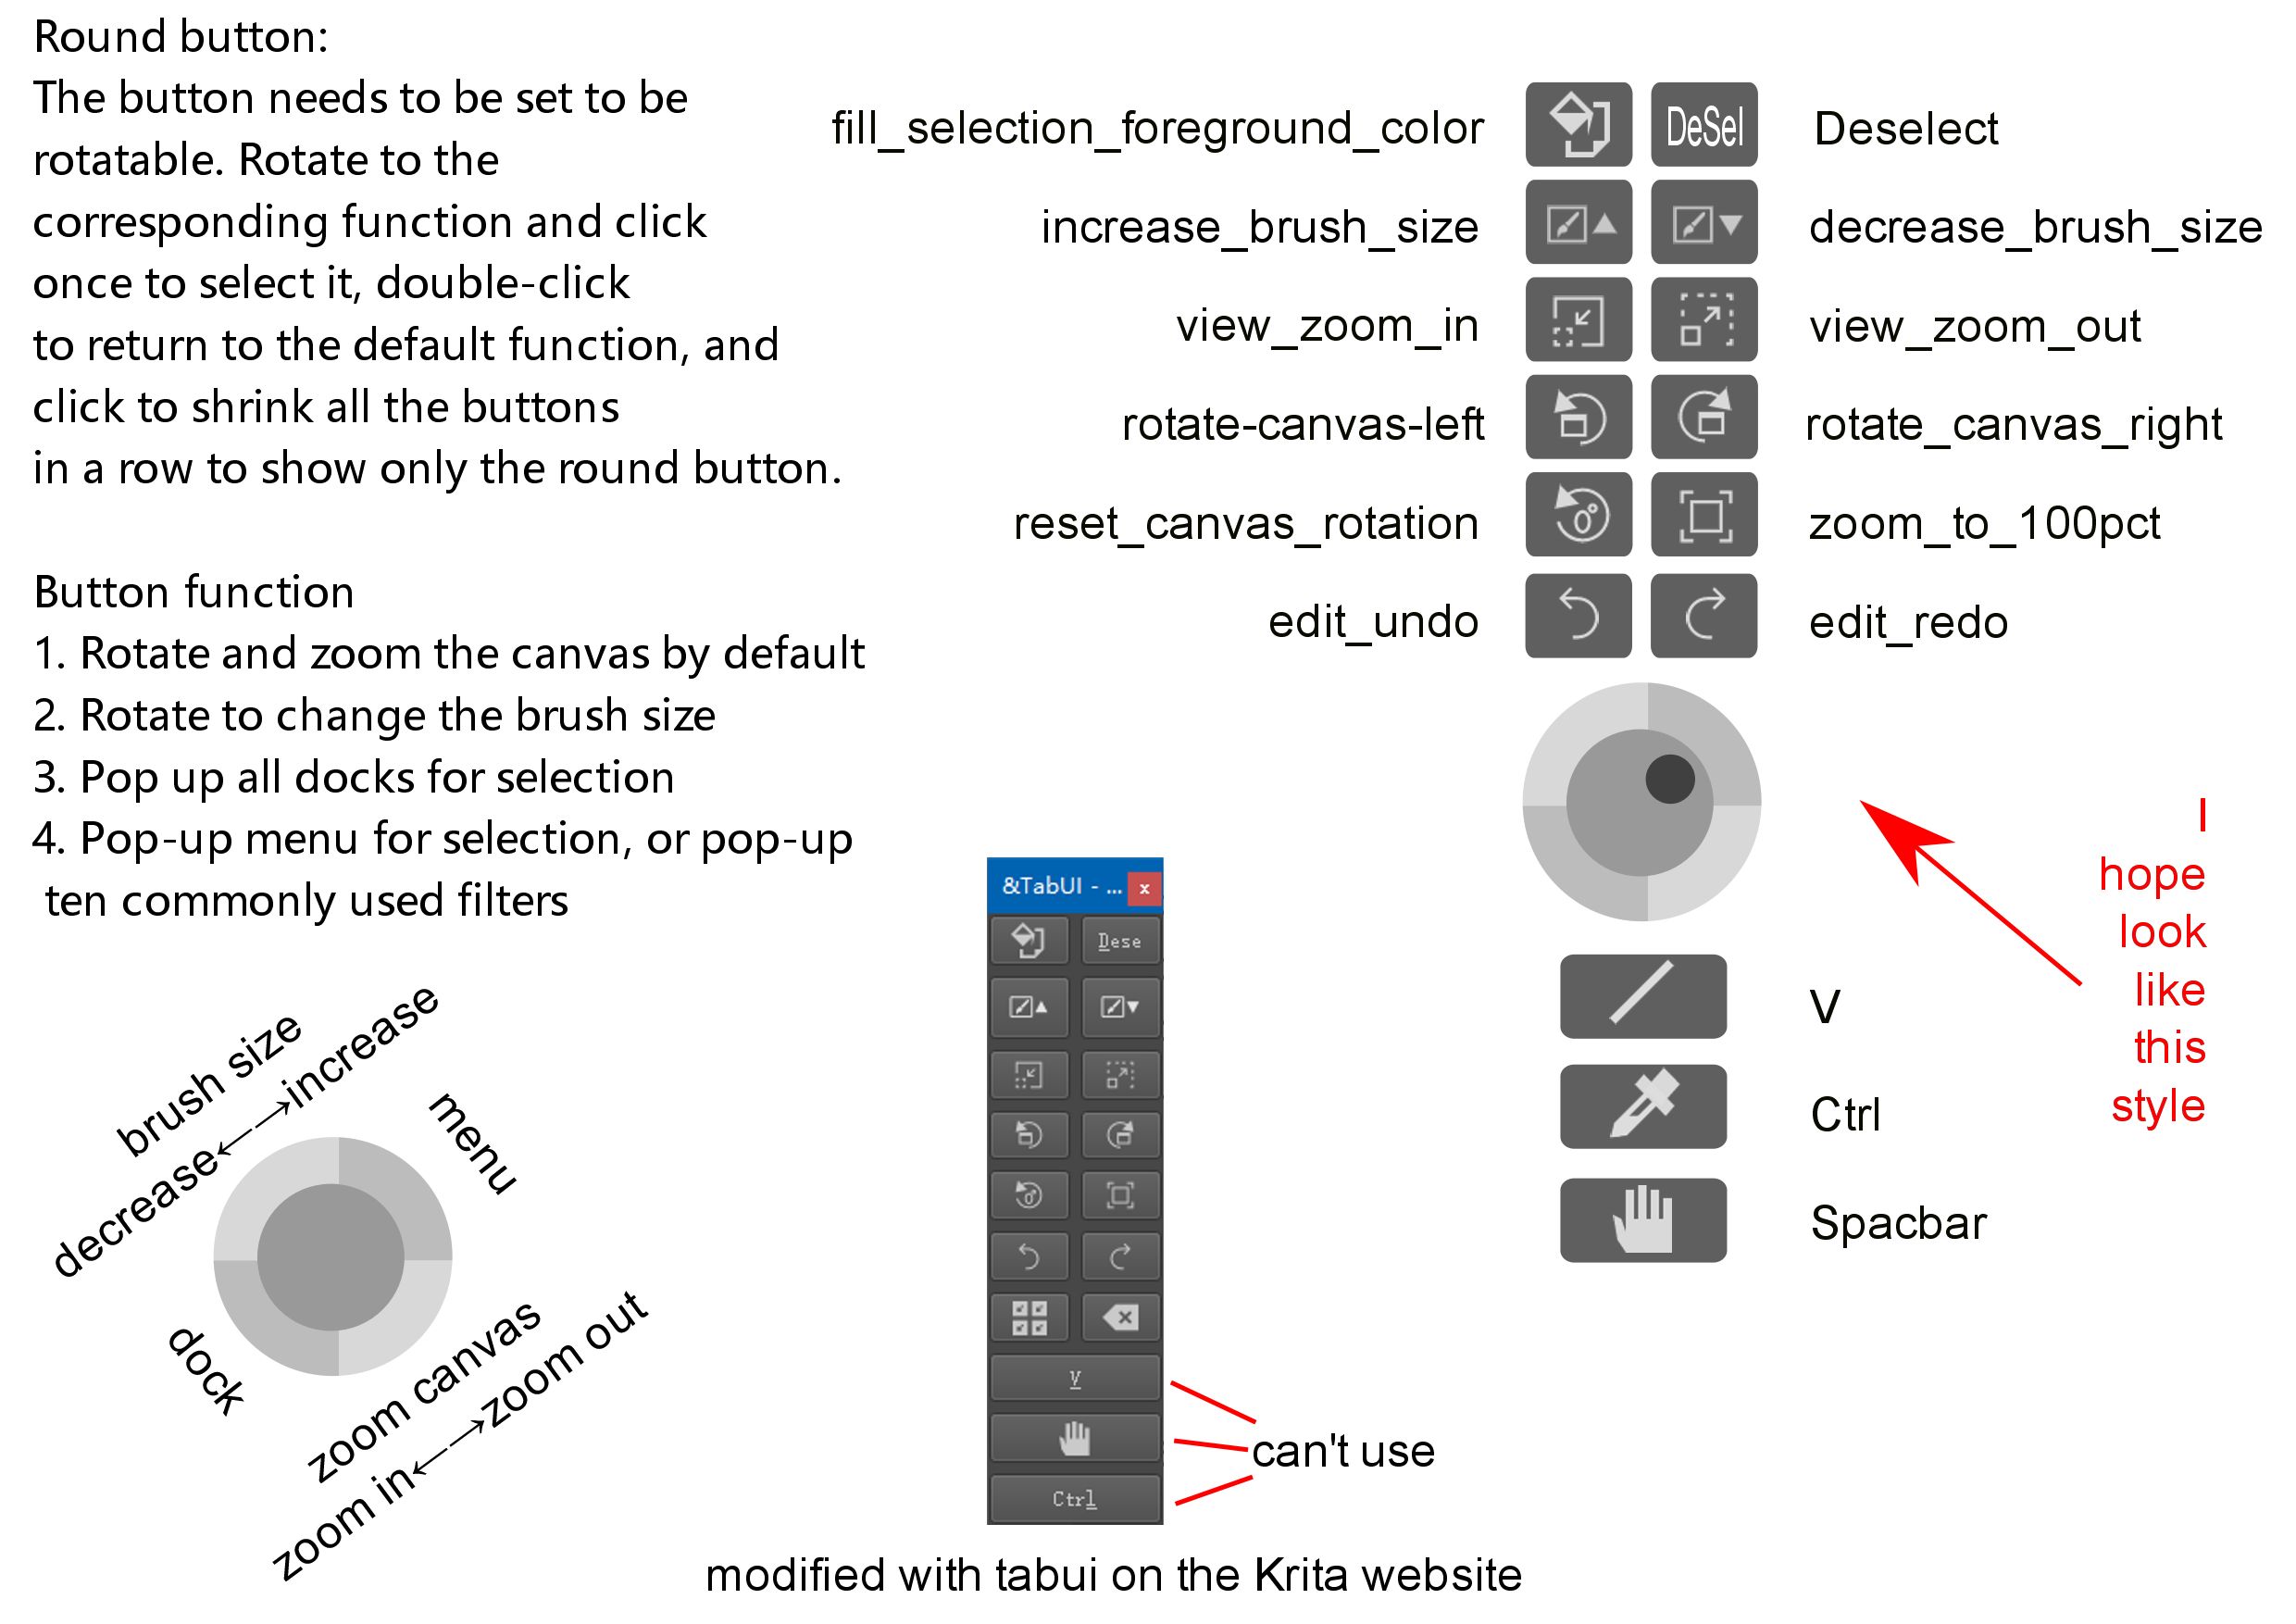 Round button:
The button needs to be set to be
rotatable. Rotate to the
corresponding function and click
once to select it, double-click
to return to the default function, and
click to shrink all the buttons
in a row to show only the round button.
Button function
1. Rotate and zoom the canvas by default
2. Rotate to change the brush size
3. Pop up all docks for selection
4. Pop-up menu for selection, or pop-up
ten commonly used filters
brush size
decrease←→increase
menu
dock
zoom canvas
zoom in←→zoom out
fill_selection_foreground_color
DeSel
Deselect
increase_brush_size
decrease_brush_size
view_zoom_in
view_zoom_out
rotate-canvas-left
rotate_canvas_right
reset_canvas_rotation
0°
zoom_to_100pct
edit_undo
edit_redo
I
hope
look
like
this
style
V
Ctrl
Spacbar
&TabUI - ...
x
Dese
V
Ctrl
can't use
modified with tabui on the Krita website